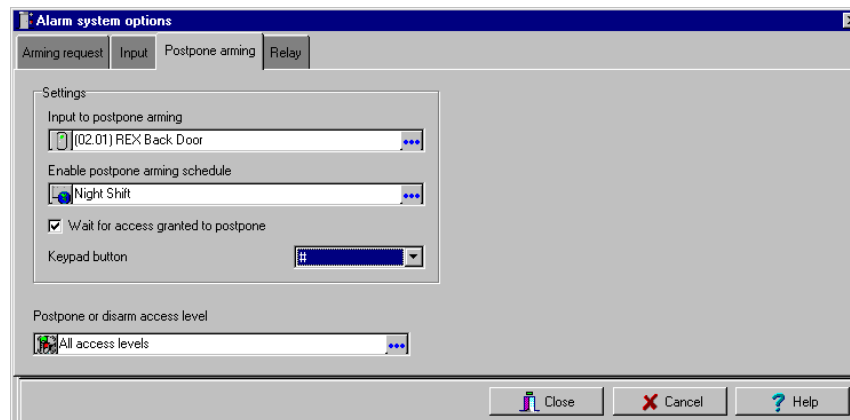 Alarm system options
Arming request Input Postpone arming Relay
Settings
Input to postpone arming
(02.01) REX Back Door
Enable postpone arming schedule
Night Shift
Wait for access granted to postpone
Keypad button #
Postpone or disarm access level
All access levels
Close Cancel ? Help